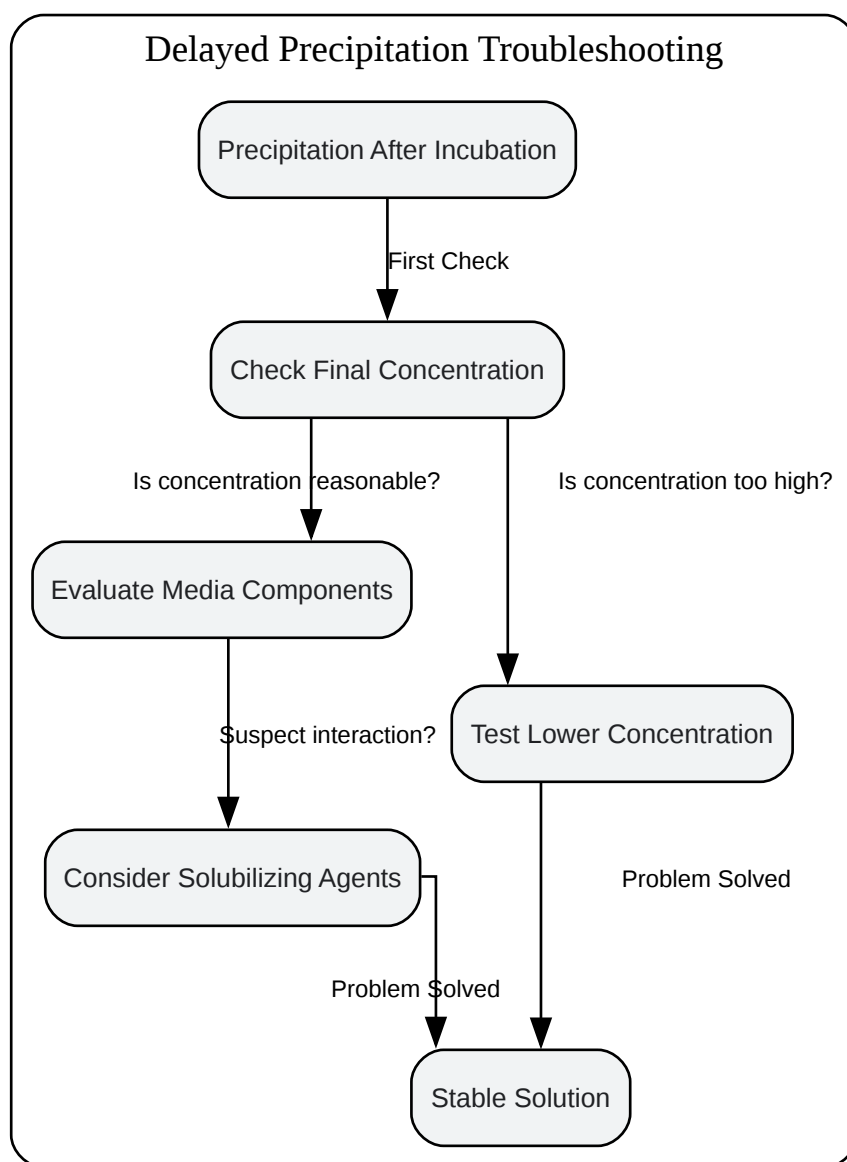 Delayed Precipitation Troubleshooting
Precipitation After Incubation
First Check
Check Final Concentration
Is concentration reasonable?
Is concentration too high?
Evaluate Media Components
Suspect interaction?
Test Lower Concentration
Consider Solubilizing Agents
Problem Solved
Problem Solved
Stable Solution